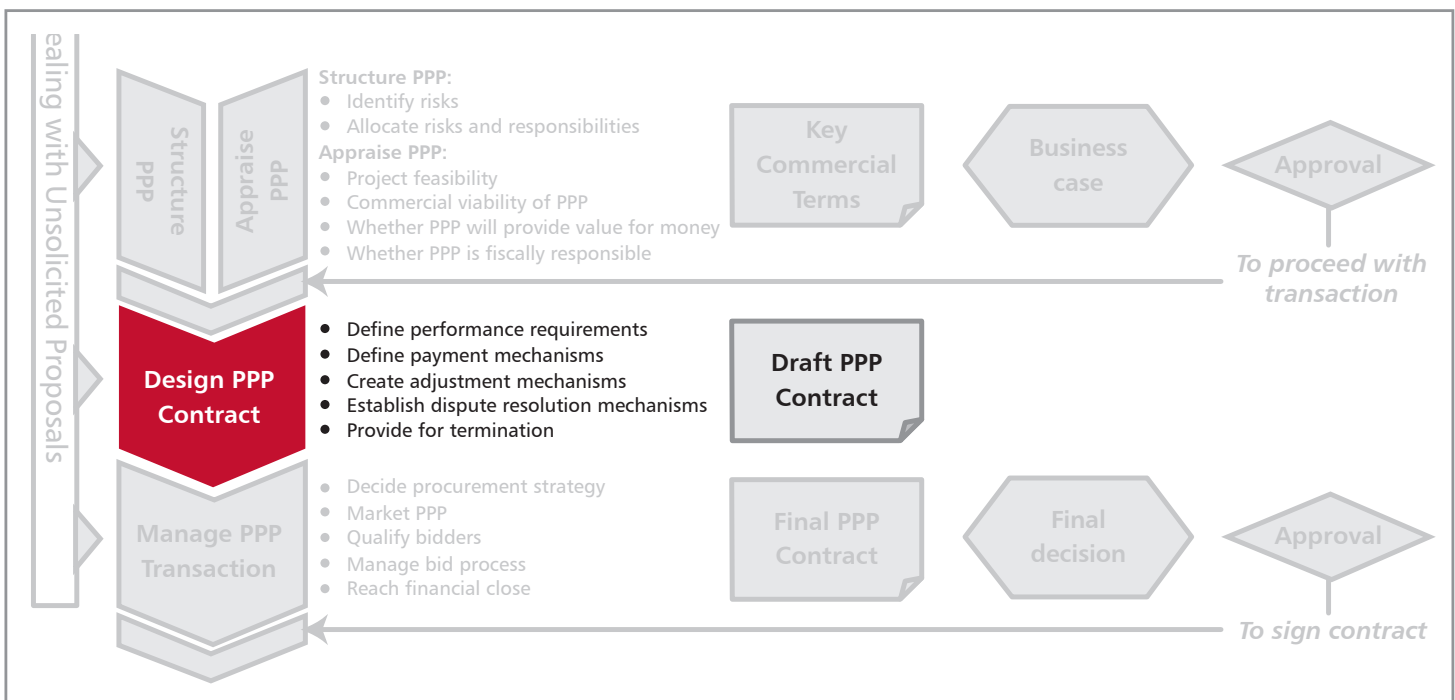 ealing with Unsolicited Proposals
Structure
PPP
Appraise
PPP
Structure PPP:
• Identify risks
• Allocate risks and responsibilities
Appraise PPP:
• Project feasibility
• Commercial viability of PPP
• Whether PPP will provide value for money
• Whether PPP is fiscally responsible
Key
Commercial
Terms
Business
case
Approval
To proceed with
transaction
Design PPP
Contract
• Define performance requirements
• Define payment mechanisms
• Create adjustment mechanisms
• Establish dispute resolution mechanisms
• Provide for termination
Draft PPP
Contract
Manage PPP
Transaction
• Decide procurement strategy
• Market PPP
• Qualify bidders
• Manage bid process
• Reach financial close
Final PPP
Contract
Final
decision
Approval
To sign contract